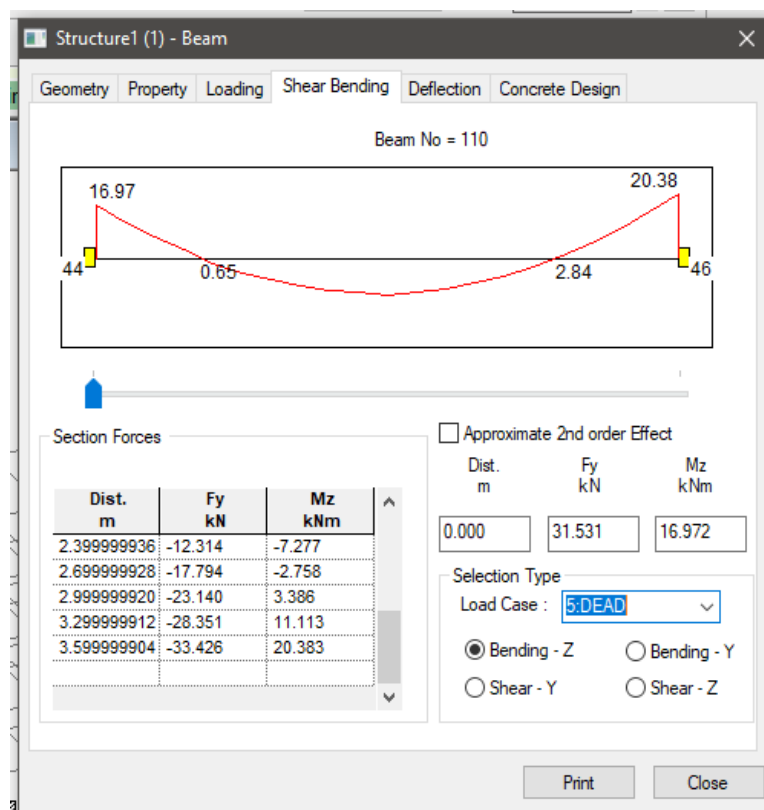 Structure1 (1) - Beam
Geometry Property Loading Shear Bending Deflection Concrete Design
Beam No = 110
16.97 20.38
44 0.65 2.84 46
Section Forces
Dist. m Fy kN Mz kNm
2.399999936 -12.314 -7.277
2.699999928 -17.794 -2.758
2.999999920 -23.140 3.386
3.299999912 -28.351 11.113
3.599999904 -33.426 20.383
Approximate 2nd order Effect
Dist. m Fy kN Mz kNm
0.000 31.531 16.972
Selection Type
Load Case : 5:DEAD
Bending - Z Bending - Y
Shear - Y Shear - Z
Print Close